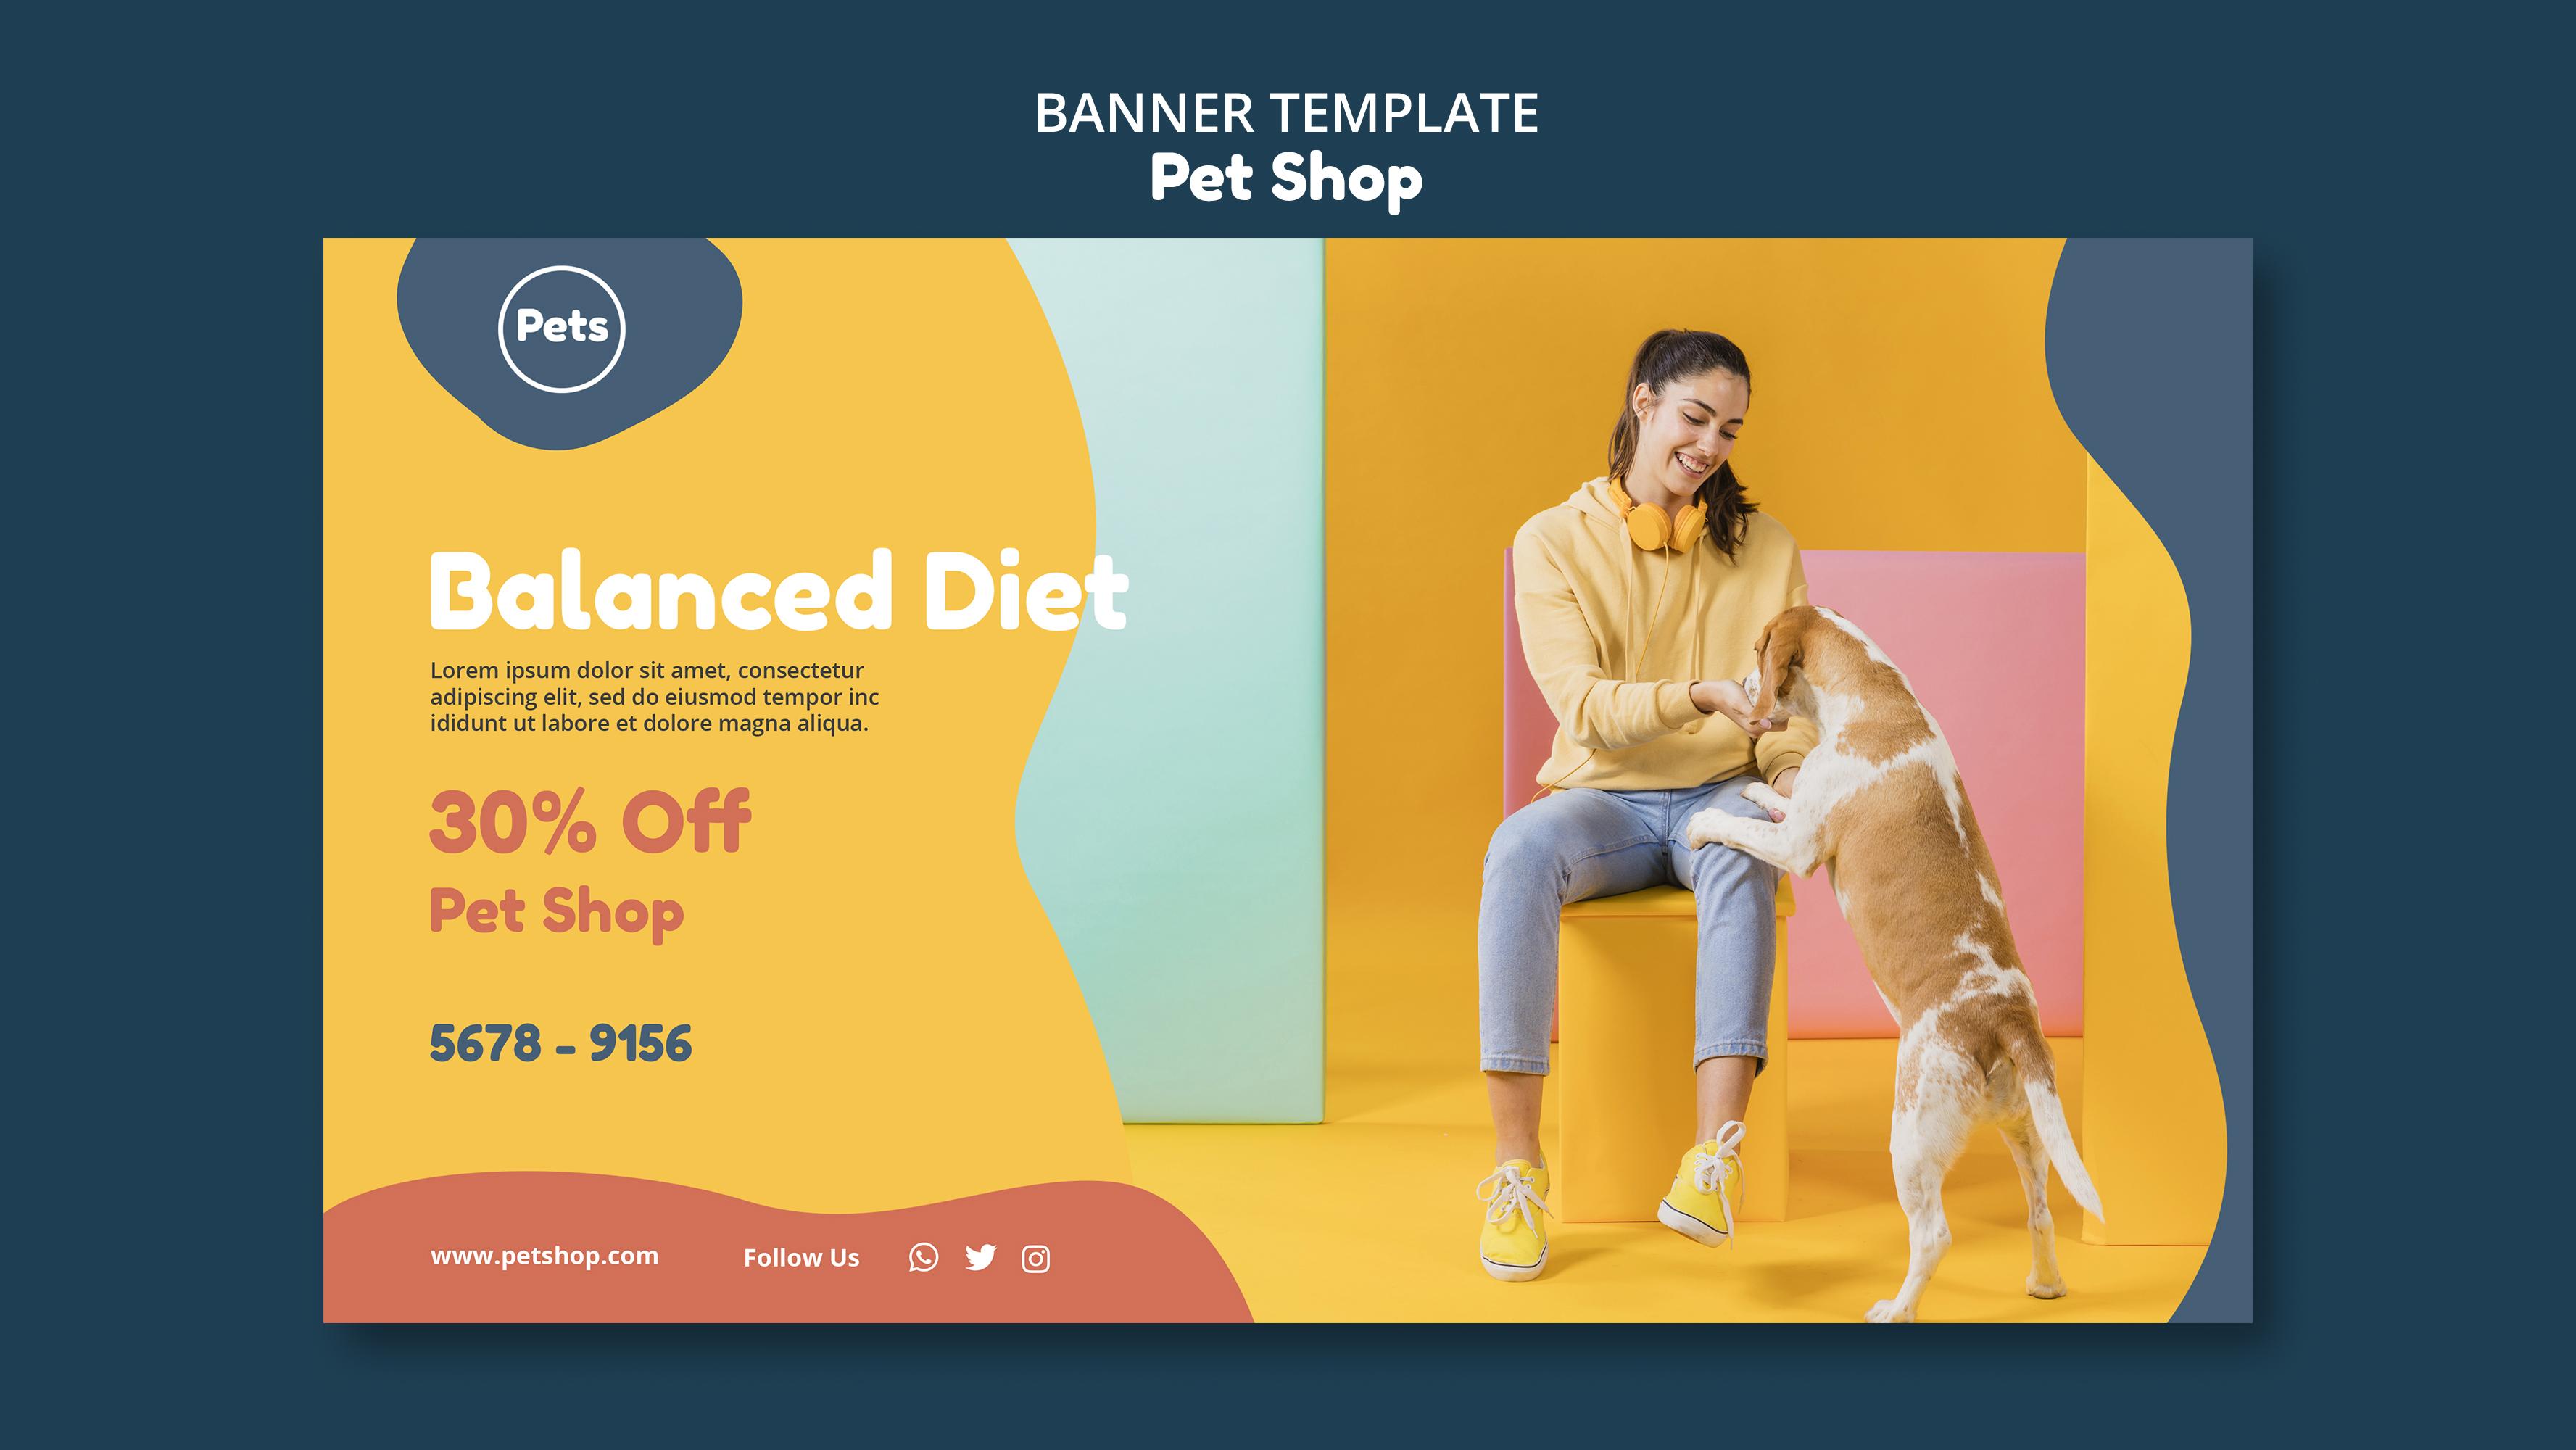 BANNER TEMPLATE
Pet Shop
Pets
Balanced Diet
Lorem ipsum dolor sit amet, consectetur
adipiscing elit, sed do eiusmod tempor inc
ididunt ut labore et dolore magna aliqua.
30% Off
Pet Shop
5678 - 9156
www.petshop.com
Follow Us